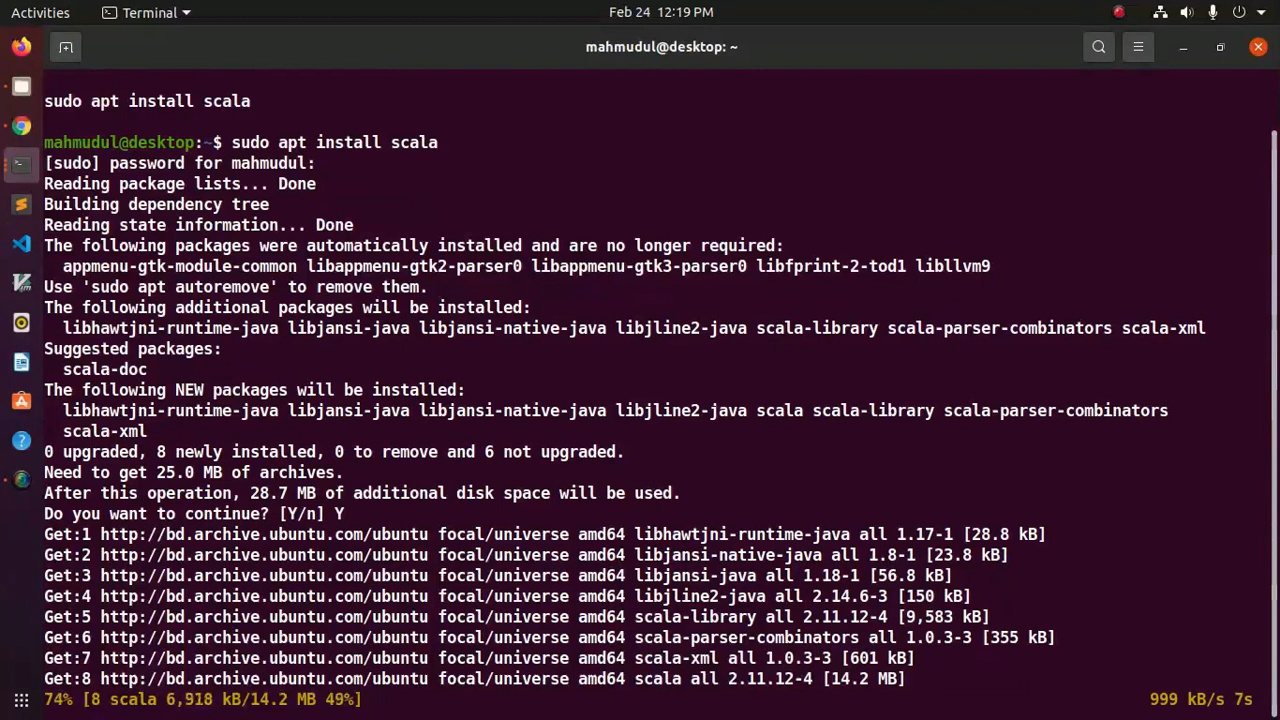 Activities
Terminal
Feb 24 12:19 PM
mahmudul@desktop: ~
sudo apt install scala
mahmudul@desktop:~$ sudo apt install scala
[sudo] password for mahmudul:
Reading package lists... Done
Building dependency tree
Reading state information... Done
The following packages were automatically installed and are no longer required:
appmenu-gtk-module-common libappmenu-gtk2-parser0 libappmenu-gtk3-parser0 libfprint-2-tod1 libllvm9
Use 'sudo apt autoremove' to remove them.
The following additional packages will be installed:
libhawtjni-runtime-java libjansi-java libjansi-native-java libjline2-java scala-library scala-parser-combinators scala-xml
Suggested packages:
scala-doc
The following NEW packages will be installed:
libhawtjni-runtime-java libjansi-java libjansi-native-java libjline2-java scala scala-library scala-parser-combinators
scala-xml
0 upgraded, 8 newly installed, 0 to remove and 6 not upgraded.
Need to get 25.0 MB of archives.
After this operation, 28.7 MB of additional disk space will be used.
Do you want to continue? [Y/n] Y
Get:1 http://bd.archive.ubuntu.com/ubuntu focal/universe amd64 libhawtjni-runtime-java all 1.17-1 [28.8 kB]
Get:2 http://bd.archive.ubuntu.com/ubuntu focal/universe amd64 libjansi-native-java all 1.8-1 [23.8 kB]
Get:3 http://bd.archive.ubuntu.com/ubuntu focal/universe amd64 libjansi-java all 1.18-1 [56.8 kB]
Get:4 http://bd.archive.ubuntu.com/ubuntu focal/universe amd64 libjline2-java all 2.14.6-3 [150 kB]
Get:5 http://bd.archive.ubuntu.com/ubuntu focal/universe amd64 scala-library all 2.11.12-4 [9,583 kB]
Get:6 http://bd.archive.ubuntu.com/ubuntu focal/universe amd64 scala-parser-combinators all 1.0.3-3 [355 kB]
Get:7 http://bd.archive.ubuntu.com/ubuntu focal/universe amd64 scala-xml all 1.0.3-3 [601 kB]
Get:8 http://bd.archive.ubuntu.com/ubuntu focal/universe amd64 scala all 2.11.12-4 [14.2 MB]
74% [8 scala 6,918 kB/14.2 MB 49%] 999 kB/s 7s